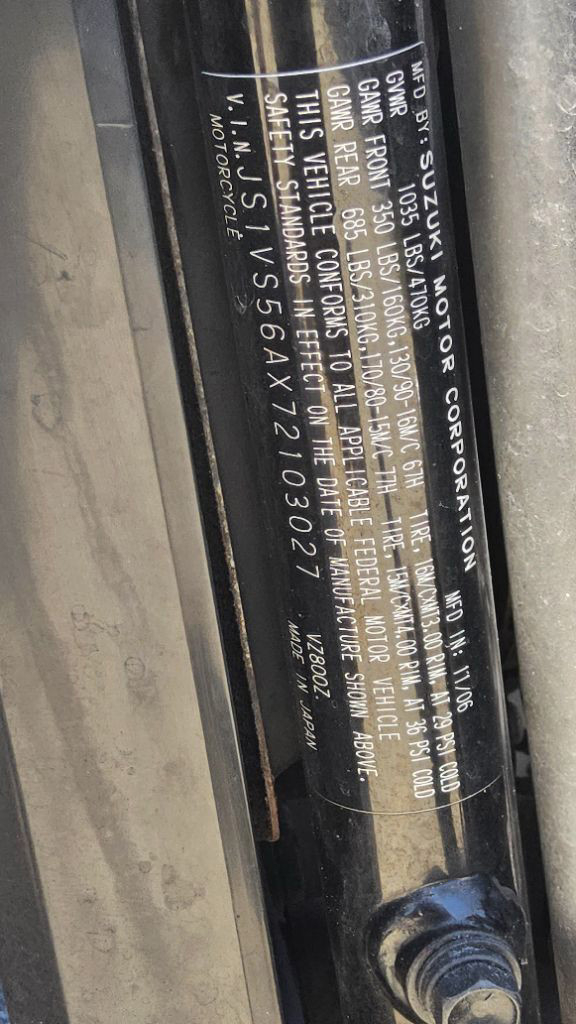 MFD BY: SUZUKI MOTOR CORPORATION MFD IN: 11/06
GVWR 1035 LBS/470KG
GAWR FRONT 350 LBS/160KG,130/90-16M/C 67H TIRE, 16M/CXMT3.00 RIM, AT 29 PSI COLD
GAWR REAR 685 LBS/310KG,170/80-15M/C 77H TIRE, 15M/CXMT4.00 RIM, AT 36 PSI COLD
THIS VEHICLE CONFORMS TO ALL APPLICABLE FEDERAL MOTOR VEHICLE
SAFETY STANDARDS IN EFFECT ON THE DATE OF MANUFACTURE SHOWN ABOVE.
V.I.N. JS1VS56AX72103027 VZ800Z
MOTORCYCLE MADE IN JAPAN